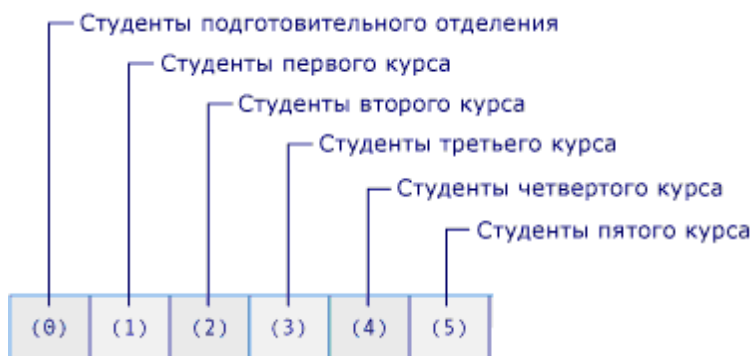 Студенты подготовительного отделения
Студенты первого курса
Студенты второго курса
Студенты третьего курса
Студенты четвертого курса
Студенты пятого курса
(0) (1) (2) (3) (4) (5)